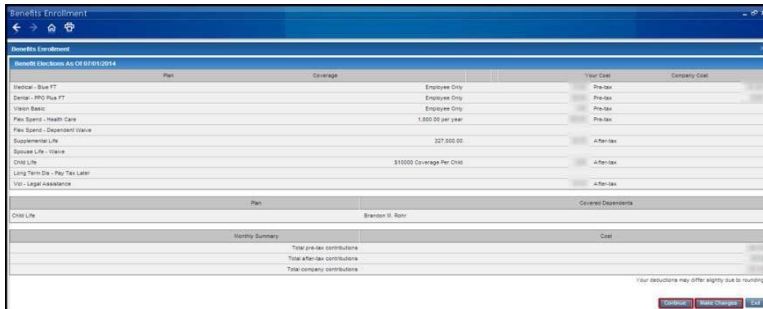 Benefits Enrollment
Benefits Enrollment
Benefit Elections As Of 07/01/2014
Plan Coverage Your Cost Company Cost
Medical - Blue FT Employee Only Pre-tax
Dental - PPO Plus FT Employee Only Pre-tax
Vision Basic Employee Only Pre-tax
Flex Spend - Health Care 1,800.00 per year Pre-tax
Flex Spend - Dependent Waive
Supplemental Life 327,000.00 After-tax
Spouse Life - Waive
Child Life $10000 Coverage Per Child After-tax
Long Term Dis - Pay Tax Later
Vol - Legal Assistance After-tax
Plan Covered Dependents
Child Life Brandon M. Rohr
Monthly Summary Cost
Total pre-tax contributions
Total after-tax contributions
Total company contributions
Your deductions may differ slightly due to rounding
Continue Make Changes Exit